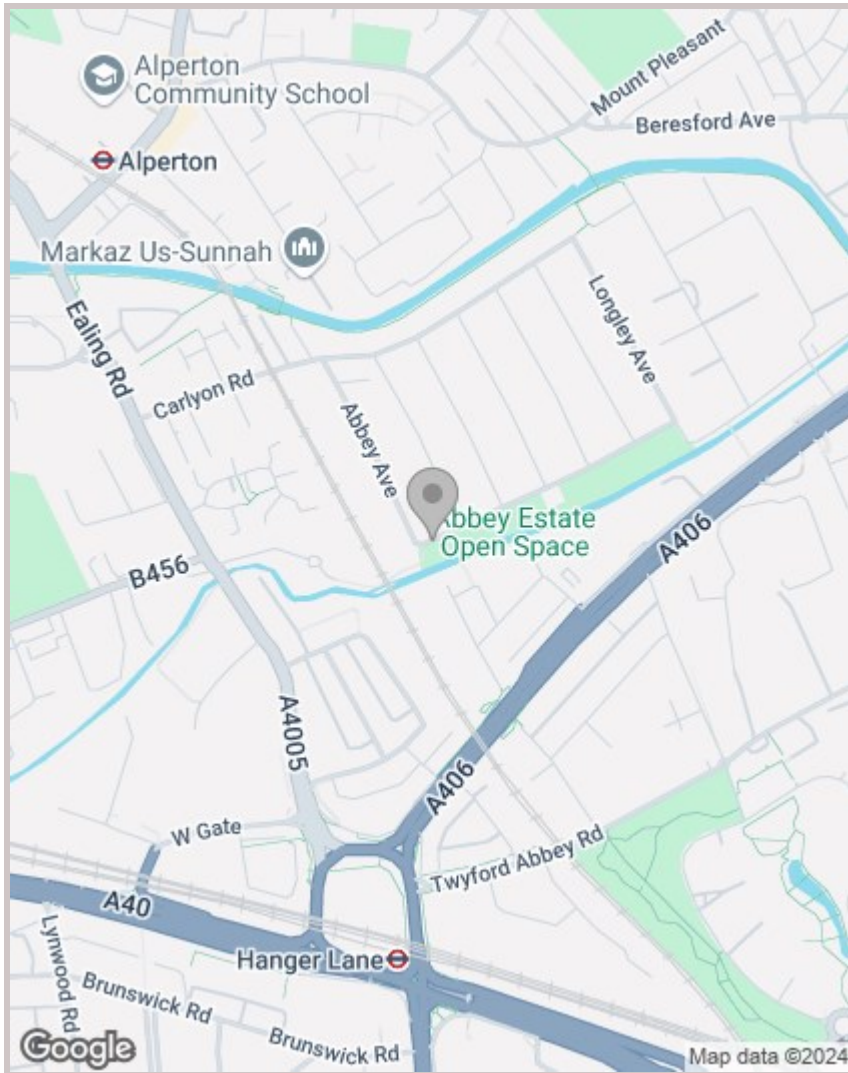 Alperton
Community School
Mount Pleasant
Beresford Ave
Alperton
Markaz Us-Sunnah
Ealing Rd
Longley Ave
Carlyon Rd
Abbey Ave
Abbey Estate
Open Space
A406
B456
A4005
A406
W Gate
Twyford Abbey Rd
A40
Lynwood Rd
Hanger Lane
Brunswick Rd
Brunswick Rd
Google
Map data ©2024